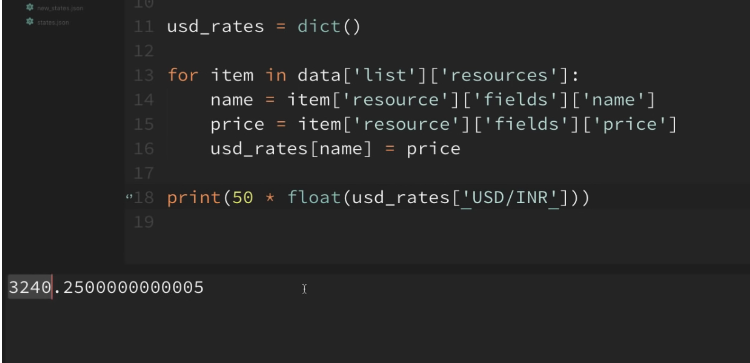 new_states.json
states.json
10
11 usd_rates = dict()
12
13 for item in data['list']['resources']:
14     name = item['resource']['fields']['name']
15     price = item['resource']['fields']['price']
16     usd_rates[name] = price
17
18 print(50 * float(usd_rates['USD/INR']))
19
3240.2500000000005